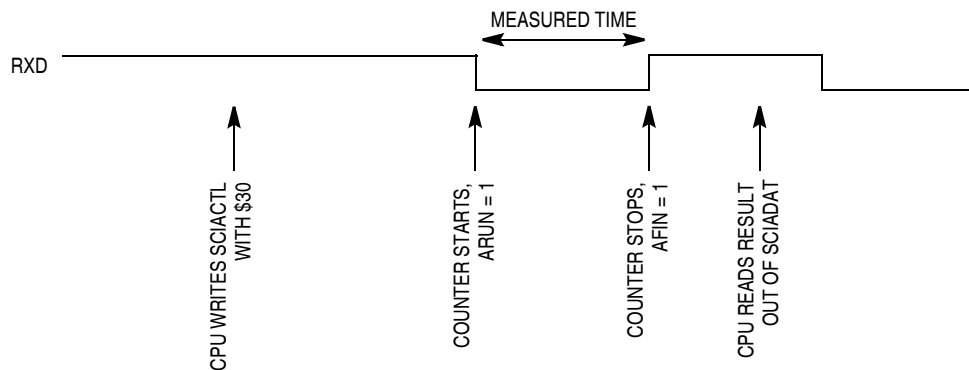 MEASURED TIME
RXD
CPU WRITES SCIACTL
WITH $30
COUNTER STARTS,
ARUN = 1
COUNTER STOPS,
AFIN = 1
CPU READS RESULT
OUT OF SCIADAT